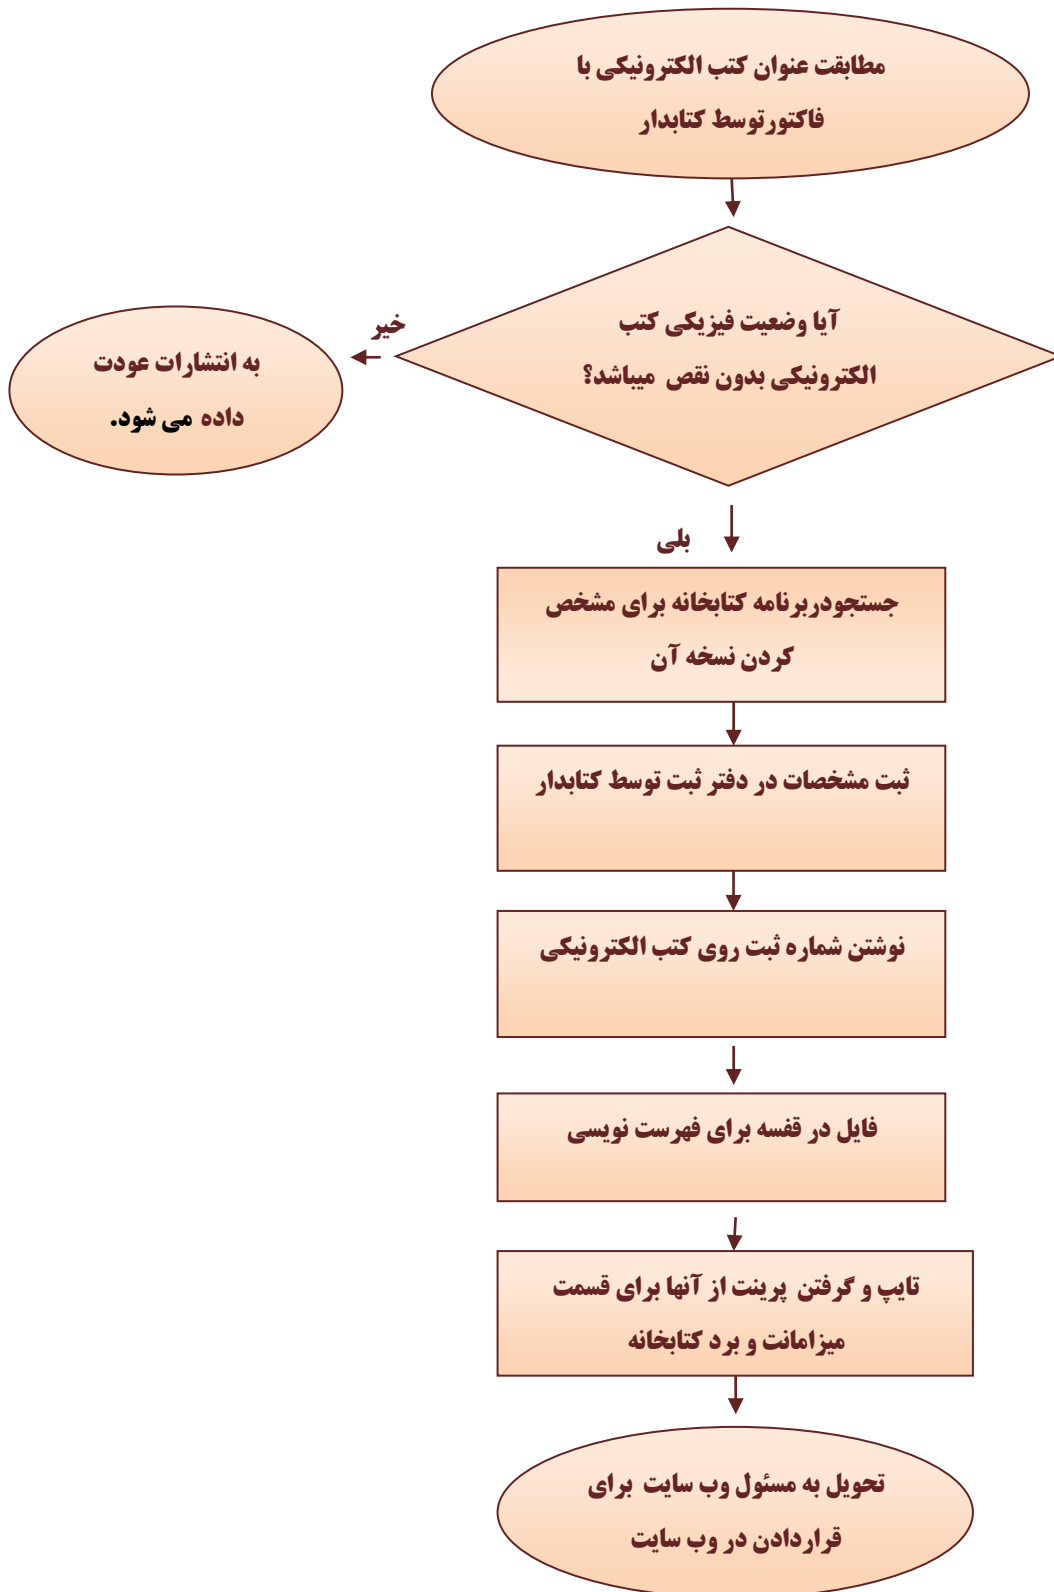 مطابقت عنوان کتب الکترونیکی با
فاکتورتوسط کتابدار
آیا وضعیت فیزیکی کتب
الکترونیکی بدون نقص میباشد؟
خیر
به انتشارات عودت
داده می شود.
بلی
جستجودربرنامه کتابخانه برای مشخص
کردن نسخه آن
ثبت مشخصات در دفتر ثبت توسط کتابدار
نوشتن شماره ثبت روی کتب الکترونیکی
فایل در قفسه برای فهرست نویسی
تایپ و گرفتن پرینت از آنها برای قسمت
میزامانت و برد کتابخانه
تحویل به مسئول وب سایت برای
قراردادن در وب سایت